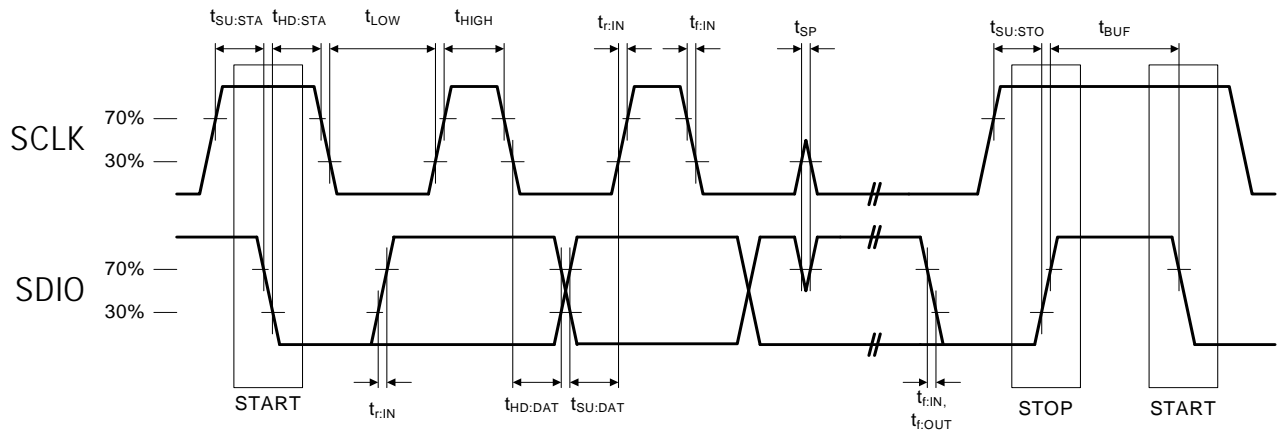 tSU:STA tHD:STA tLOW tHIGH tr:IN tf:IN tSP tSU:STO tBUF
SCLK
70%
30%
SDIO
70%
30%
START
tr:IN
tHD:DAT tSU:DAT
tf:IN,
tf:OUT
STOP
START